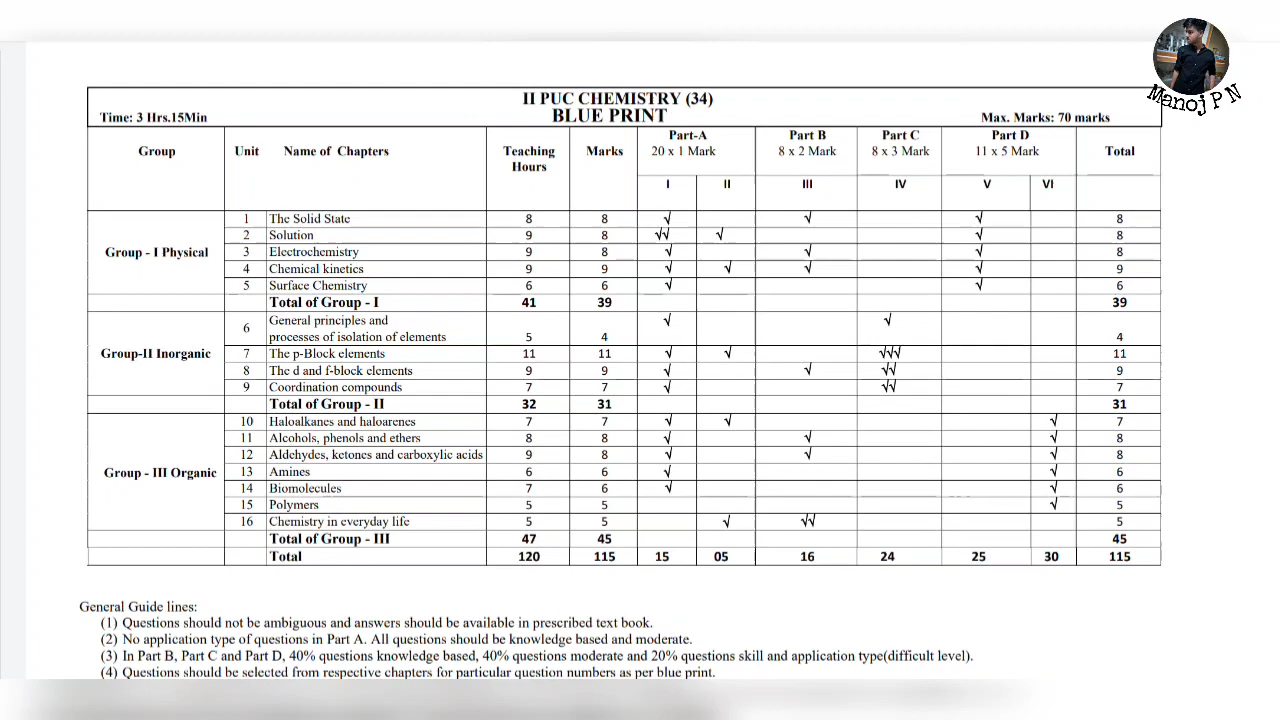 Manoj P N
II PUC CHEMISTRY (34)
Time: 3 Hrs.15Min BLUE PRINT Max. Marks: 70 marks
Group Unit Name of Chapters Teaching Hours Marks Part-A 20 x 1 Mark Part B 8 x 2 Mark Part C 8 x 3 Mark Part D 11 x 5 Mark Total
I II III IV V VI
1 The Solid State 8 8 √ √ √ 8
2 Solution 9 8 √√ √ √ 8
Group - I Physical 3 Electrochemistry 9 8 √ √ √ 8
4 Chemical kinetics 9 9 √ √ √ √ 9
5 Surface Chemistry 6 6 √ √ 6
Total of Group - I 41 39 39
6 General principles and √ √
processes of isolation of elements 5 4 4
Group-II Inorganic 7 The p-Block elements 11 11 √ √ √√√ 11
8 The d and f-block elements 9 9 √ √ √√ 9
9 Coordination compounds 7 7 √ √√ 7
Total of Group - II 32 31 31
10 Haloalkanes and haloarenes 7 7 √ √ √ 7
11 Alcohols, phenols and ethers 8 8 √ √ √ 8
12 Aldehydes, ketones and carboxylic acids 9 8 √ √ √ 8
Group - III Organic 13 Amines 6 6 √ √ 6
14 Biomolecules 7 6 √ √ 6
15 Polymers 5 5 √ 5
16 Chemistry in everyday life 5 5 √ √√ 5
Total of Group - III 47 45 45
Total 120 115 15 05 16 24 25 30 115
General Guide lines:
(1) Questions should not be ambiguous and answers should be available in prescribed text book.
(2) No application type of questions in Part A. All questions should be knowledge based and moderate.
(3) In Part B, Part C and Part D, 40% questions knowledge based, 40% questions moderate and 20% questions skill and application type(difficult level).
(4) Questions should be selected from respective chapters for particular question numbers as per blue print.